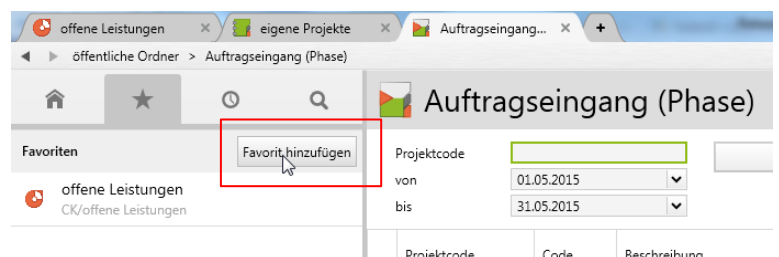 offene Leistungen
eigene Projekte
Auftragseingang...
öffentliche Ordner > Auftragseingang (Phase)
Auftragseingang (Phase)
Favoriten
Favorit hinzufügen
offene Leistungen
CK/offene Leistungen
Projektcode
von 01.05.2015
bis 31.05.2015
Projektcode Code Beschreibung